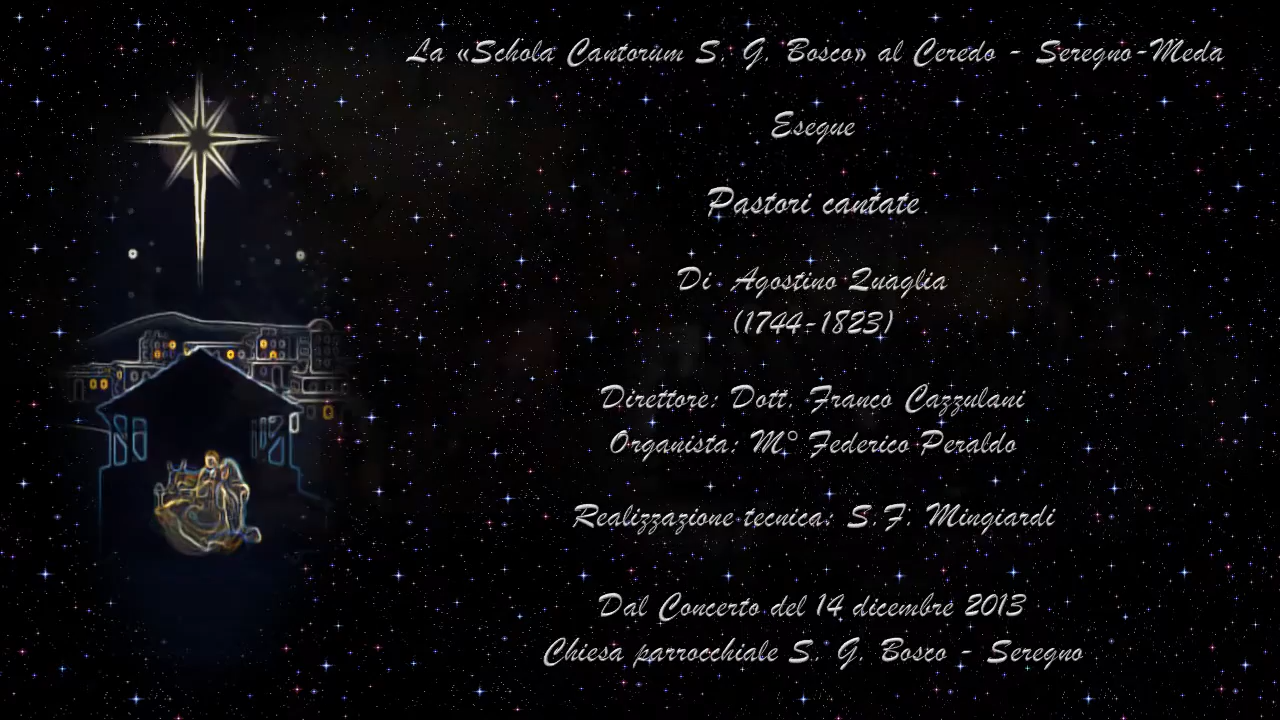 La «Schola Cantorum S. G. Bosco» al Ceredo - Seregno-Meda
Esegue
Pastori cantate
Di Agostino Quaglia
(1744-1823)
Direttore: Dott. Franco Cazzulani
Organista: M° Federico Peraldo
Realizzazione tecnica: S.F. Mingiardi
Dal Concerto del 14 dicembre 2013
Chiesa parrocchiale S. G. Bosco - Seregno